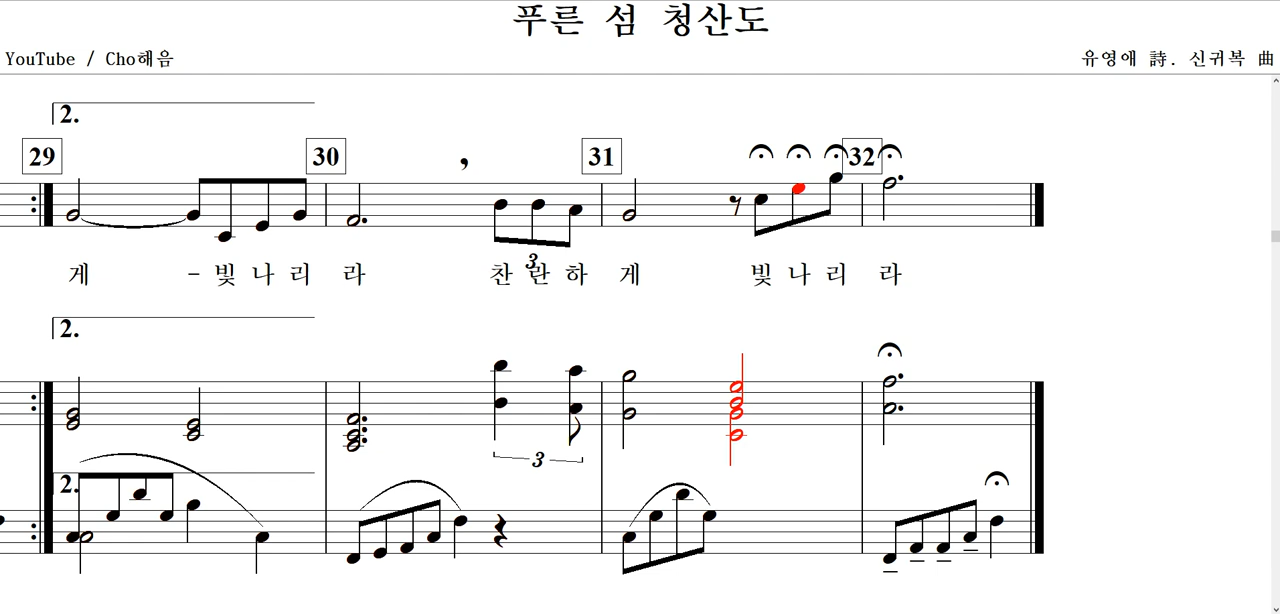 푸른 섬 청산도
YouTube / Cho해음
유영애 詩. 신귀복 曲
2.
29 30 31 32
,
3
게 -빛나리 라 찬란하 게 빛나리 라
2.
3
2.